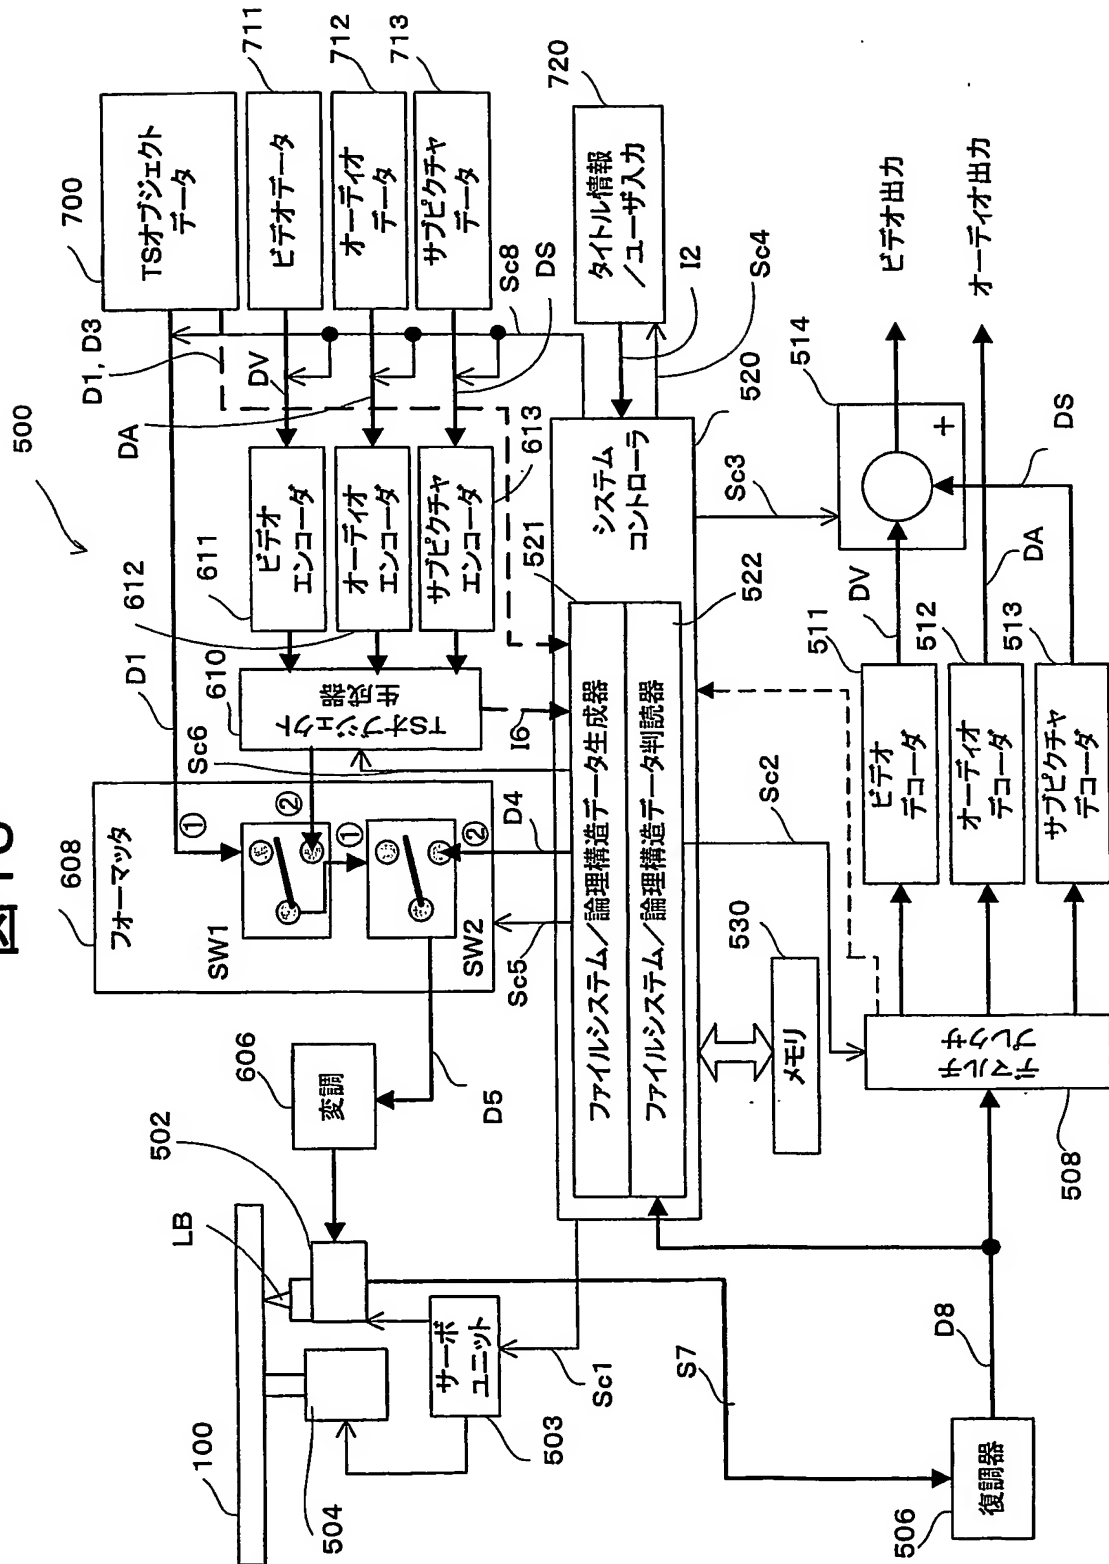 500
700
TSオブジェクト
データ
711
ビデオデータ
712
オーディオ
データ
713
サブピクチャ
データ
D1, D3
DV
DA
DS
Sc8
720
タイトル情報
/ユーザ入力
I2
Sc4
611
ビデオ
エンコーダ
612
オーディオ
エンコーダ
613
サブピクチャ
エンコーダ
610
TSオブジェクト
生成器
D1
Sc6
I6
608
フォーマッタ
①
②
SW1
①
②
SW2
D4
Sc5
D5
606
変調
502
LB
100
504
サーボ
ユニット
503
Sc1
S7
520
システム
コントローラ
521
ファイルシステム/論理構造データ生成器
522
ファイルシステム/論理構造データ判読器
530
メモリ
Sc2
Sc3
514
+
ビデオ出力
オーディオ出力
DV
DA
DS
511
ビデオ
デコーダ
512
オーディオ
デコーダ
513
サブピクチャ
デコーダ
デマルチ
プレクサ
508
D8
復調器
506